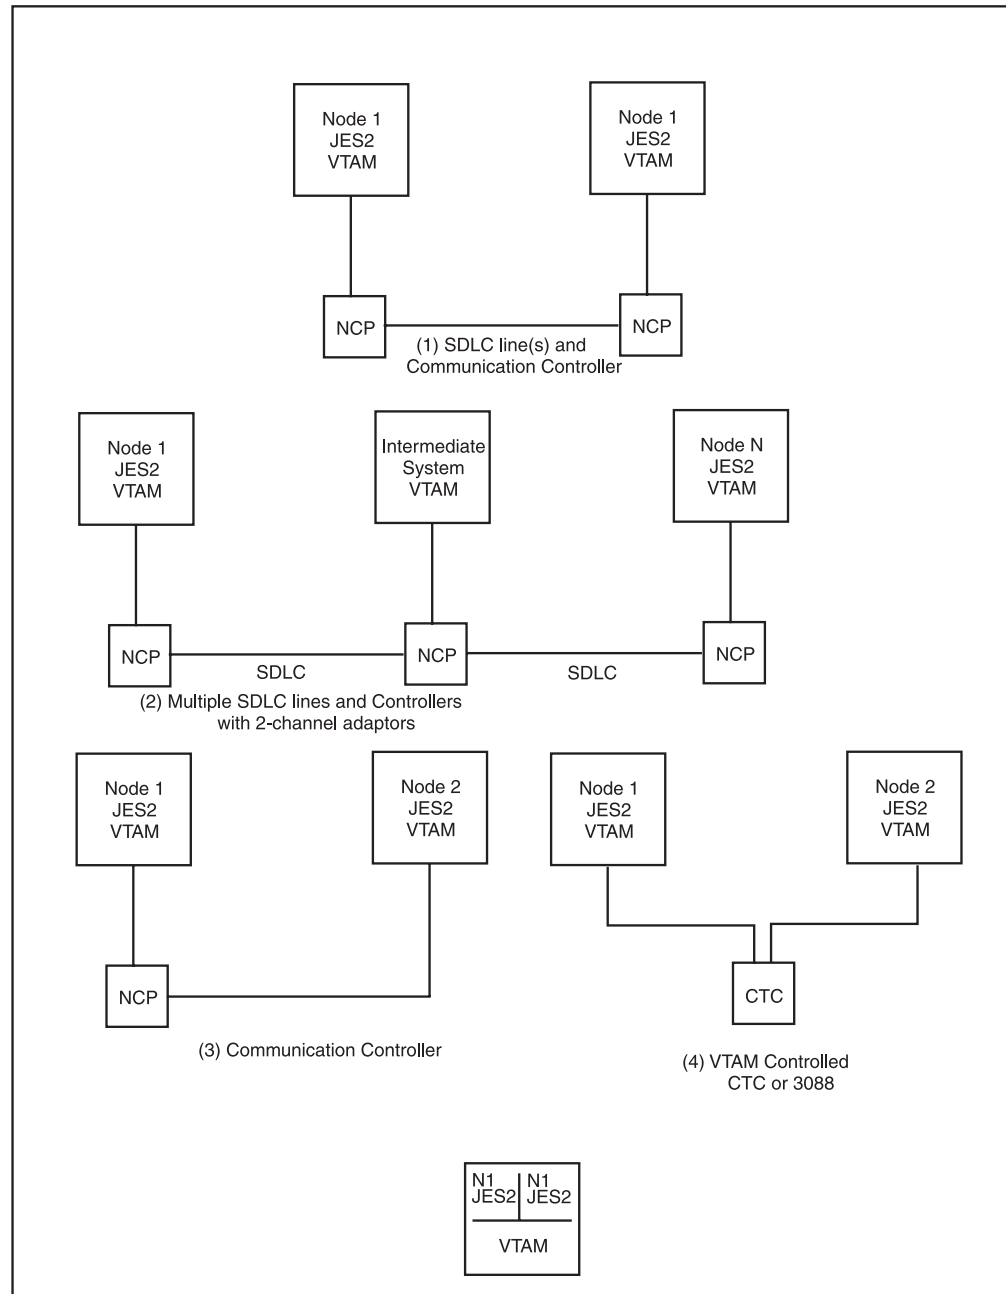 Node 1
JES2
VTAM
Node 1
JES2
VTAM
NCP
NCP
(1) SDLC line(s) and
Communication Controller
Node 1
JES2
VTAM
Intermediate
System
VTAM
Node N
JES2
VTAM
NCP
NCP
NCP
SDLC
SDLC
(2) Multiple SDLC lines and Controllers
with 2-channel adaptors
Node 1
JES2
VTAM
Node 2
JES2
VTAM
Node 1
JES2
VTAM
Node 2
JES2
VTAM
NCP
CTC
(3) Communication Controller
(4) VTAM Controlled
CTC or 3088
N1
JES2
N1
JES2
VTAM